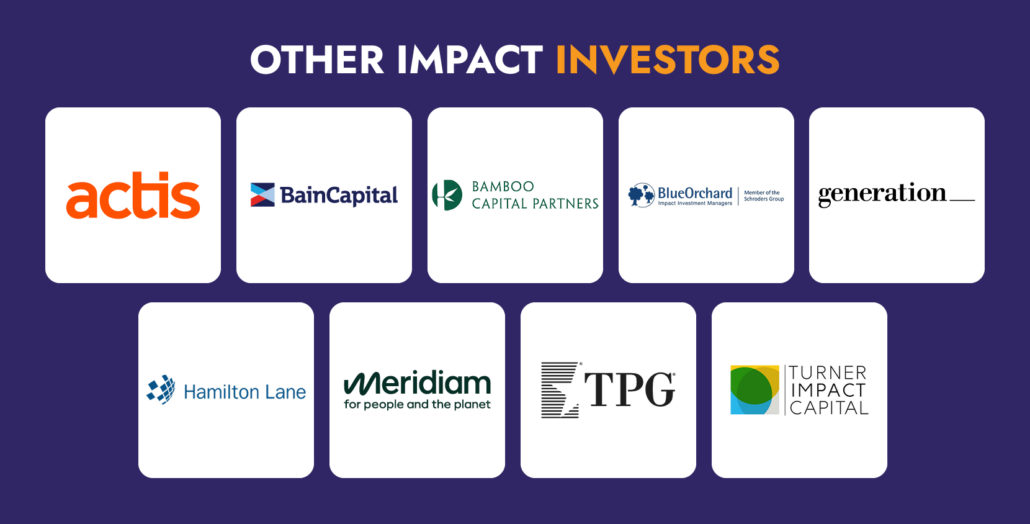 OTHER IMPACT INVESTORS
actis
BainCapital
BAMBOO
CAPITAL PARTNERS
BlueOrchard
Impact Investment Managers
Member of the
Schroders Group
generation__
Hamilton Lane
Meridiam
for people and the planet
TPG
TURNER
IMPACT
CAPITAL